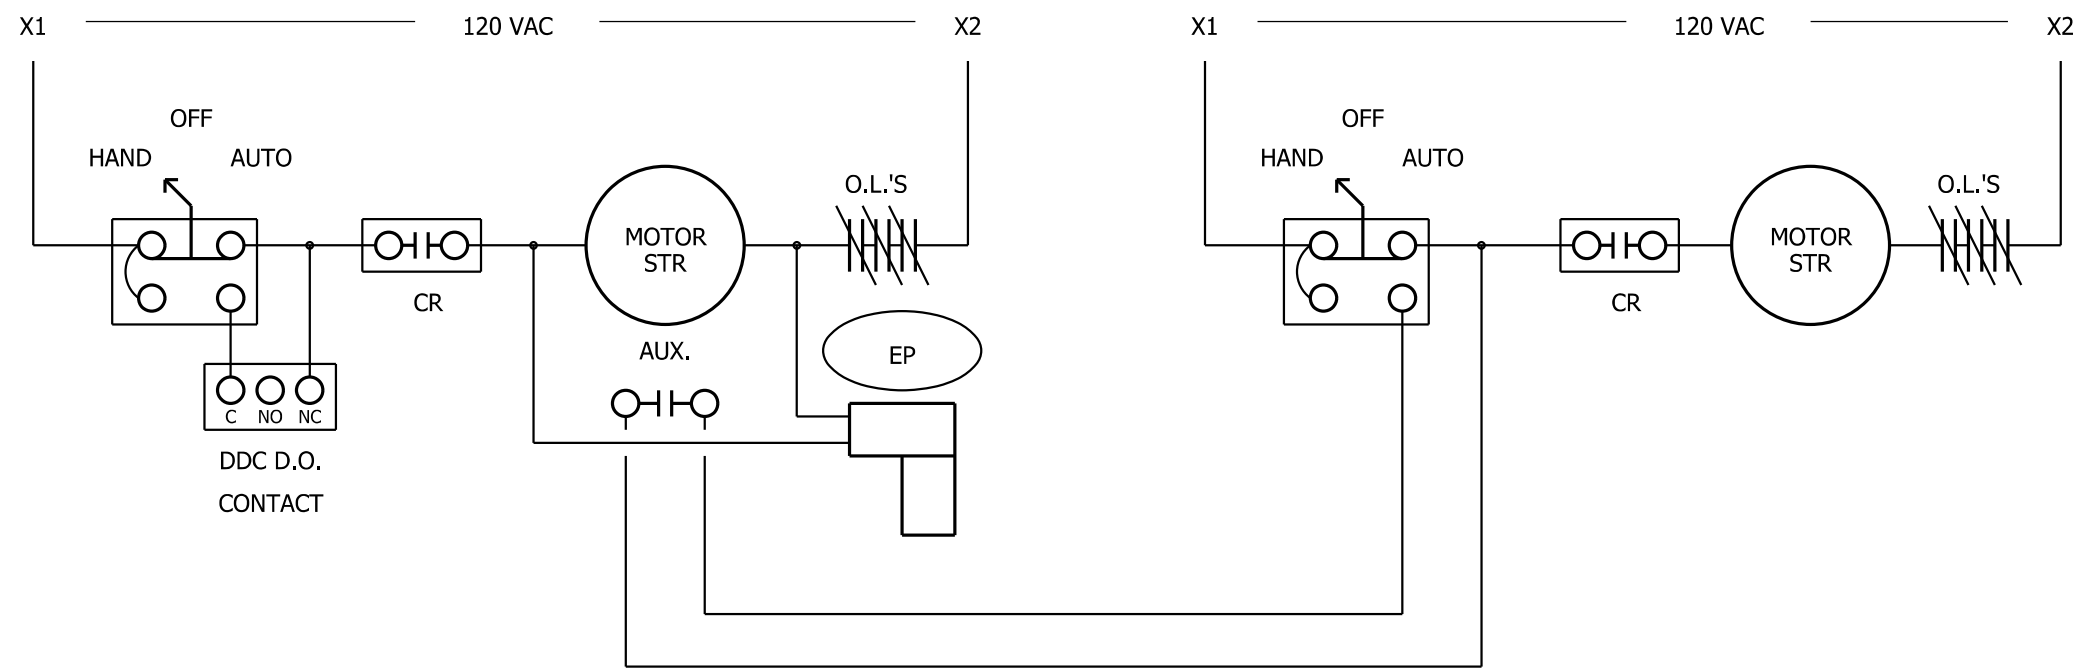 X1 120 VAC X2
OFF
HAND AUTO
O.L.'S
MOTOR
STR
CR
AUX.
EP
C NO NC
DDC D.O.
CONTACT
X1 120 VAC X2
OFF
HAND AUTO
O.L.'S
MOTOR
STR
CR